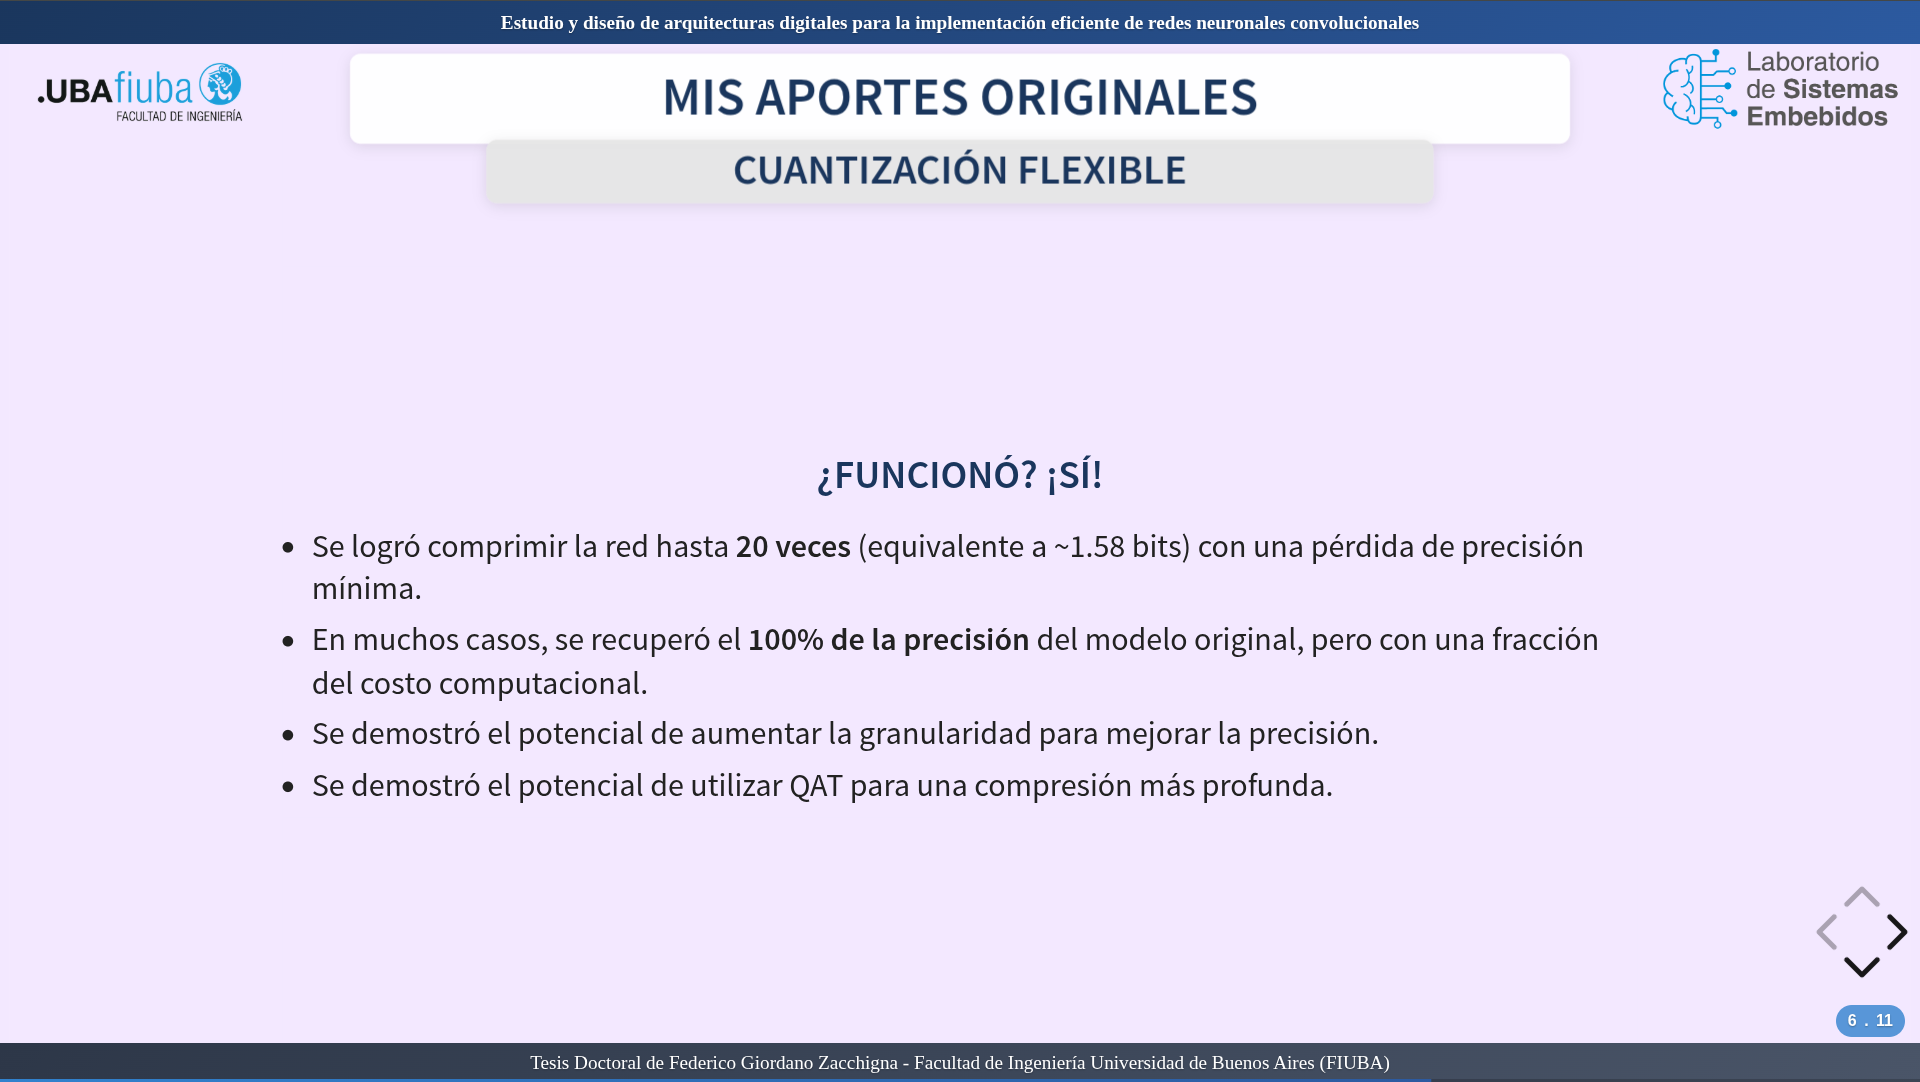 Estudio y diseño de arquitecturas digitales para la implementación eficiente de redes neuronales convolucionales
.UBAfiuba
FACULTAD DE INGENIERÍA
Laboratorio
de Sistemas
Embebidos
MIS APORTES ORIGINALES
CUANTIZACIÓN FLEXIBLE
¿FUNCIONÓ? ¡SÍ!
• Se logró comprimir la red hasta 20 veces (equivalente a ~1.58 bits) con una pérdida de precisión
mínima.
• En muchos casos, se recuperó el 100% de la precisión del modelo original, pero con una fracción
del costo computacional.
• Se demostró el potencial de aumentar la granularidad para mejorar la precisión.
• Se demostró el potencial de utilizar QAT para una compresión más profunda.
6 . 11
Tesis Doctoral de Federico Giordano Zacchigna - Facultad de Ingeniería Universidad de Buenos Aires (FIUBA)